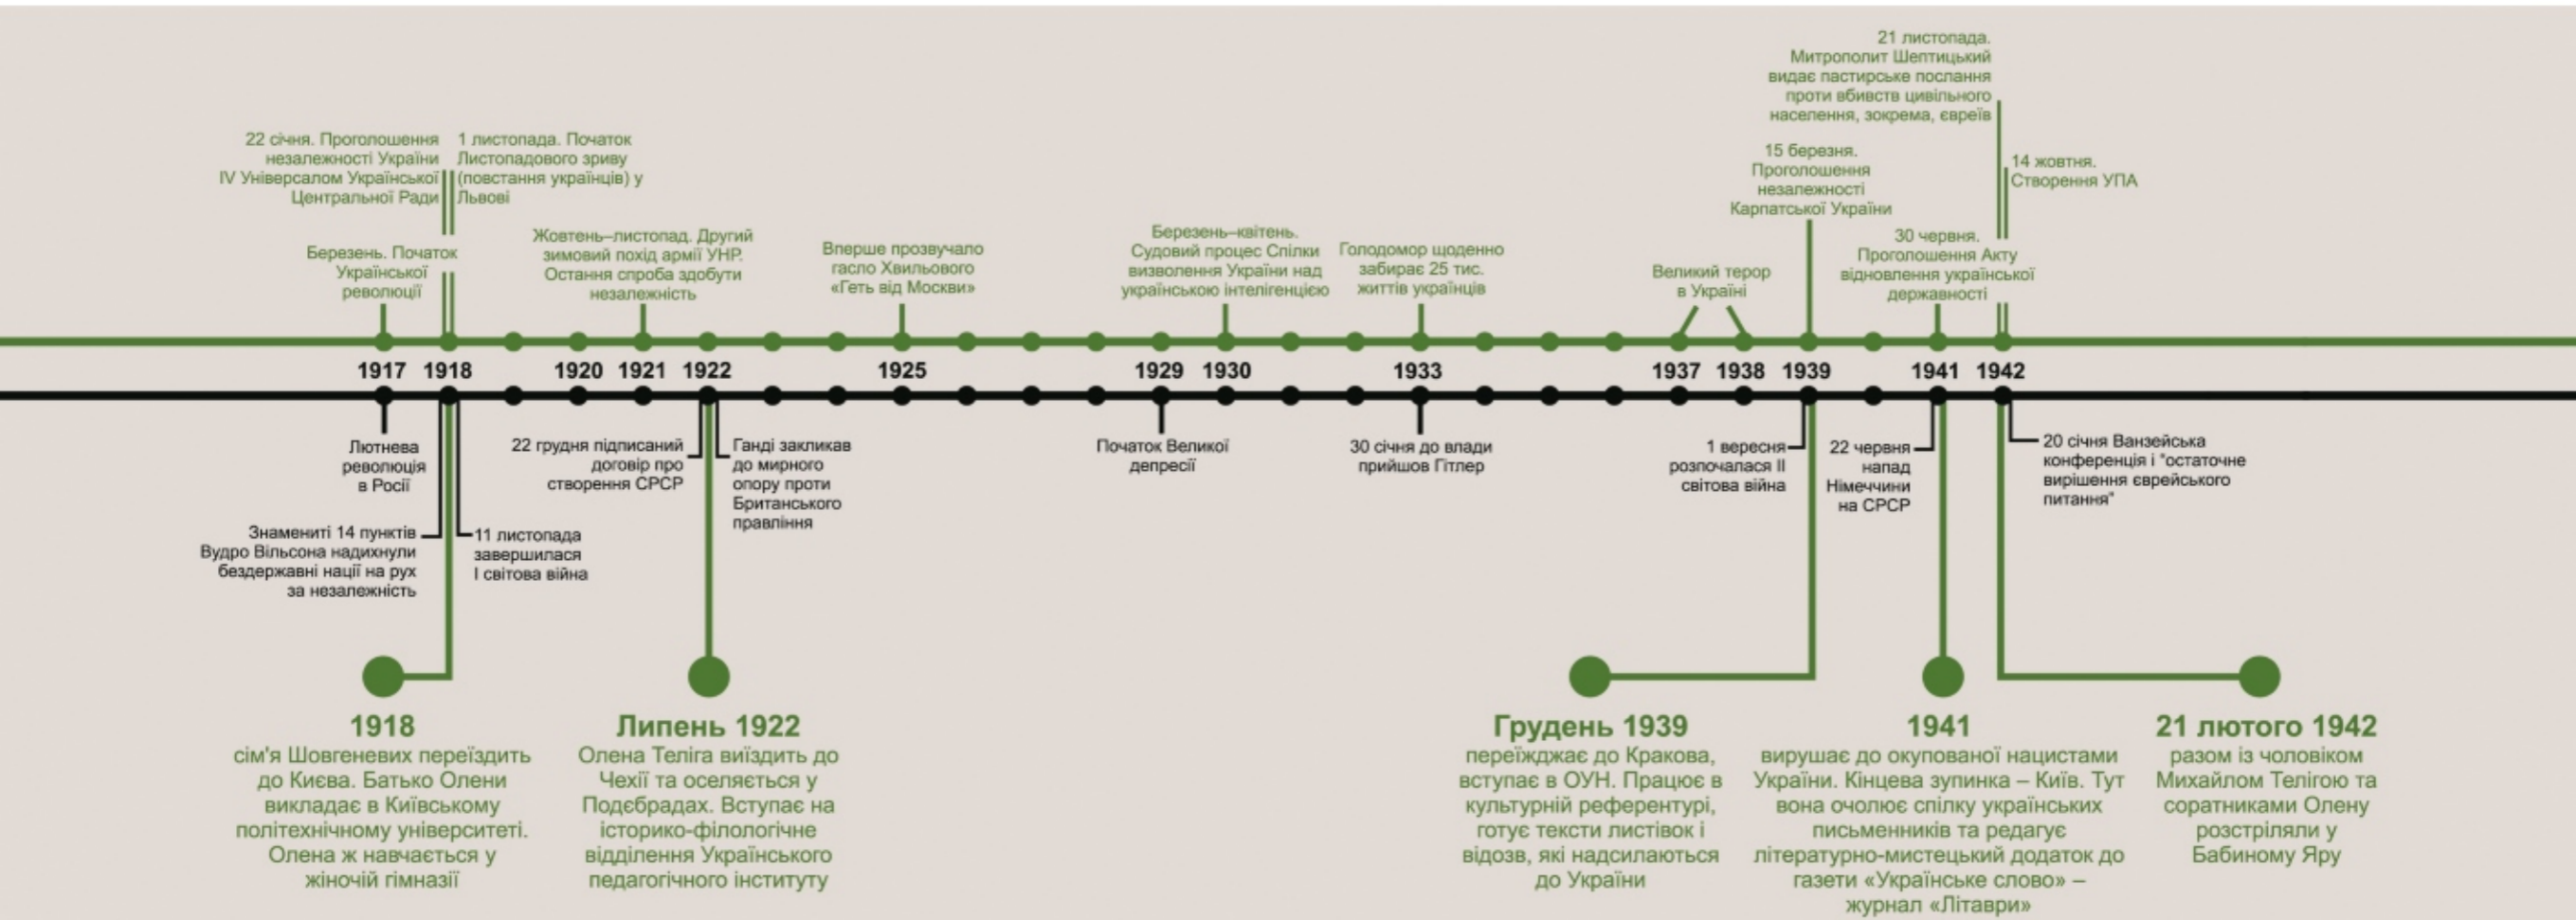 21 листопада.
Митрополит Шептицький
видає пастирське послання
проти вбивств цивільного
населення, зокрема, євреїв
22 січня. Проголошення
незалежності України
IV Універсалом Української
Центральної Ради
1 листопада. Початок
Листопадового зриву
(повстання українців) у
Львові
15 березня.
Проголошення
незалежності
Карпатської України
14 жовтня.
Створення УПА
Березень. Початок
Української
революції
Жовтень–листопад. Другий
зимовий похід армії УНР.
Остання спроба здобути
незалежність
Вперше прозвучало
гасло Хвильового
«Геть від Москви»
Березень–квітень.
Судовий процес Спілки
визволення України над
українською інтелігенцією
Голодомор щоденно
забирає 25 тис.
життів українців
Великий терор
в Україні
30 червня.
Проголошення Акту
відновлення української
державності
1917 1918 1920 1921 1922 1925 1929 1930 1933 1937 1938 1939 1941 1942
Лютнева
революція
в Росії
22 грудня підписаний
договір про
створення СРСР
Ганді закликав
до мирного
опору проти
Британського
правління
Початок Великої
депресії
30 січня до влади
прийшов Гітлер
1 вересня
розпочалася II
світова війна
22 червня
напад
Німеччини
на СРСР
20 січня Ванзейська
конференція і "остаточне
вирішення єврейського
питання"
Знамениті 14 пунктів
Вудро Вільсона надихнули
бездержавні нації на рух
за незалежність
11 листопада
завершилася
I світова війна
1918
сім'я Шовгеневих переїздить
до Києва. Батько Олени
викладає в Київському
політехнічному університеті.
Олена ж навчається у
жіночій гімназії
Липень 1922
Олена Теліга виїздить до
Чехії та оселяється у
Подєбрадах. Вступає на
історико-філологічне
відділення Українського
педагогічного інституту
Грудень 1939
переїжджає до Кракова,
вступає в ОУН. Працює в
культурній референтурі,
готує тексти листівок і
відозв, які надсилаються
до України
1941
вирушає до окупованої нацистами
України. Кінцева зупинка – Київ. Тут
вона очолює спілку українських
письменників та редагує
літературно-мистецький додаток до
газети «Українське слово» –
журнал «Літаври»
21 лютого 1942
разом із чоловіком
Михайлом Телігою та
соратниками Олену
розстріляли у
Бабиному Яру